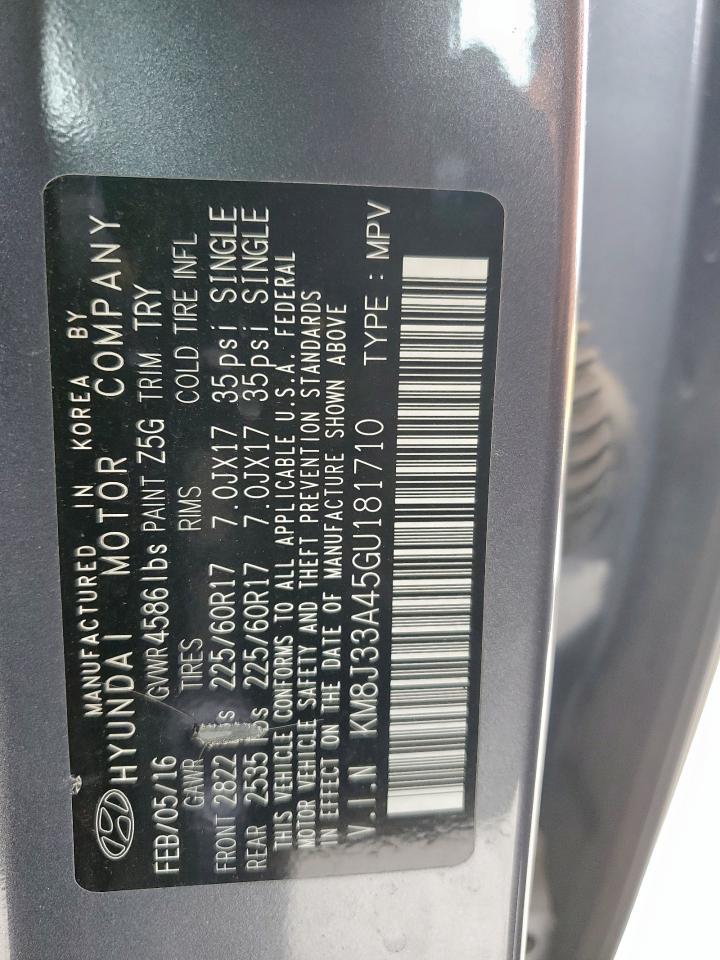 MANUFACTURED IN KOREA BY
HYUNDAI MOTOR COMPANY
FEB/05/16 GVWR 4586 lbs PAINT Z5G TRIM TRY
GAWR TIRES RIMS COLD TIRE INFL
FRONT 2822 225/60R17 7.0JX17 35psi SINGLE
REAR 2535 lbs 225/60R17 7.0JX17 35psi SINGLE
THIS VEHICLE CONFORMS TO ALL APPLICABLE U.S.A. FEDERAL
MOTOR VEHICLE SAFETY AND THEFT PREVENTION STANDARDS
IN EFFECT ON THE DATE OF MANUFACTURE SHOWN ABOVE
V.I.N KM8J33A45GU181710 TYPE : MPV